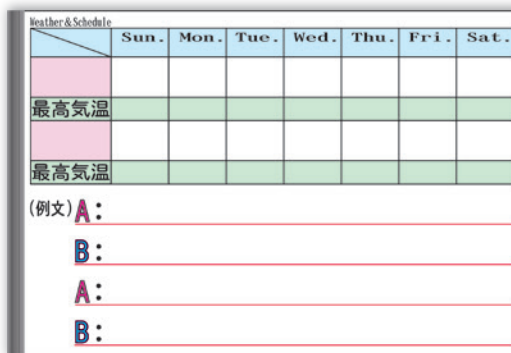 Weather & Schedule
Sun. Mon. Tue. Wed. Thu. Fri. Sat.
最高気温
最高気温
(例文) A:
B:
A:
B: